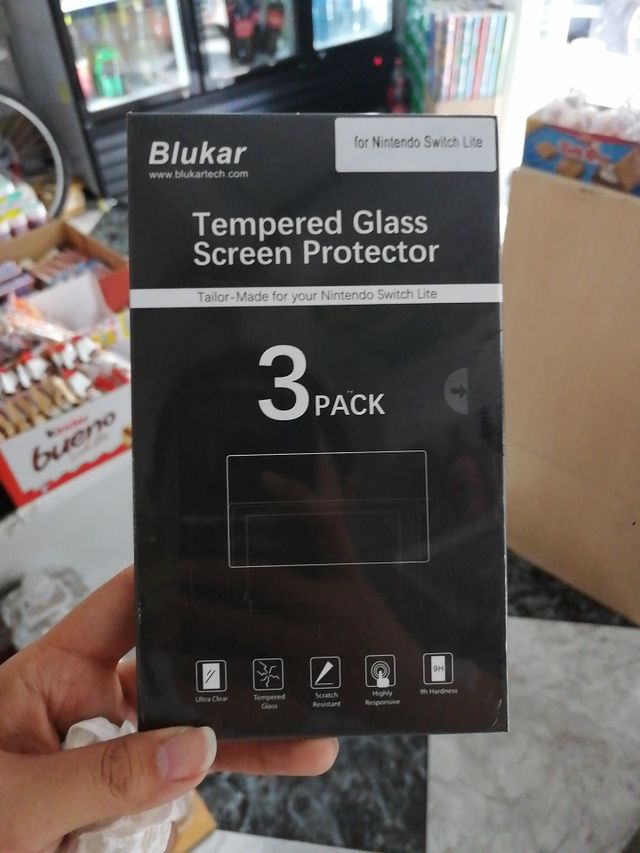 Blukar
www.blukartech.com
for Nintendo Switch Lite
Tempered Glass
Screen Protector
Tailor-Made for your Nintendo Switch Lite
3 PACK
Ultra Clear
Tempered
Glass
Scratch
Resistant
Highly
Responsive
9H
9h Hardness
bueno